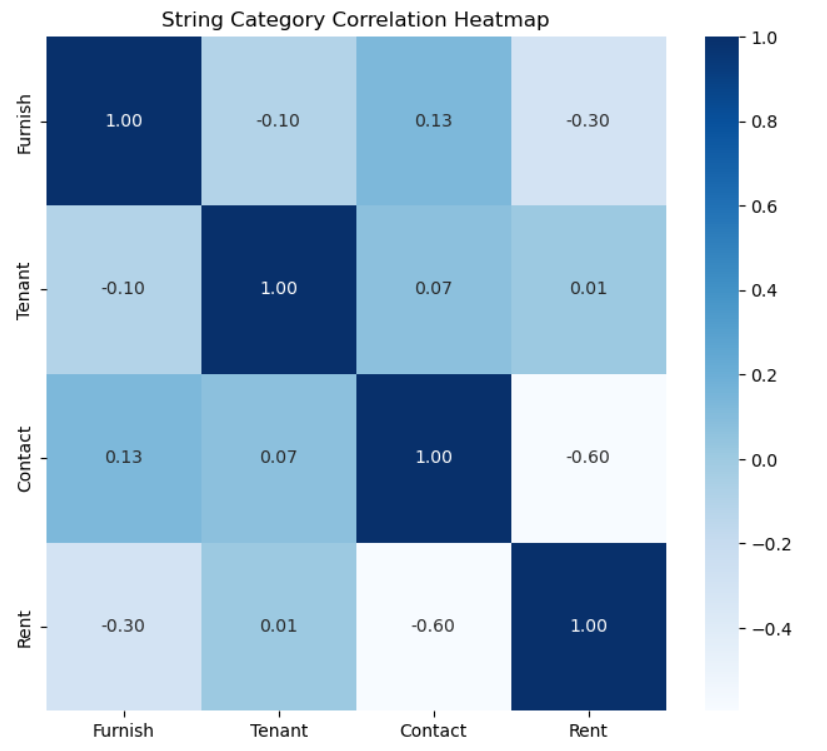 String Category Correlation Heatmap
Furnish 1.00 -0.10 0.13 -0.30
Tenant -0.10 1.00 0.07 0.01
Contact 0.13 0.07 1.00 -0.60
Rent -0.30 0.01 -0.60 1.00
Furnish Tenant Contact Rent
1.0
0.8
0.6
0.4
0.2
0.0
−0.2
−0.4